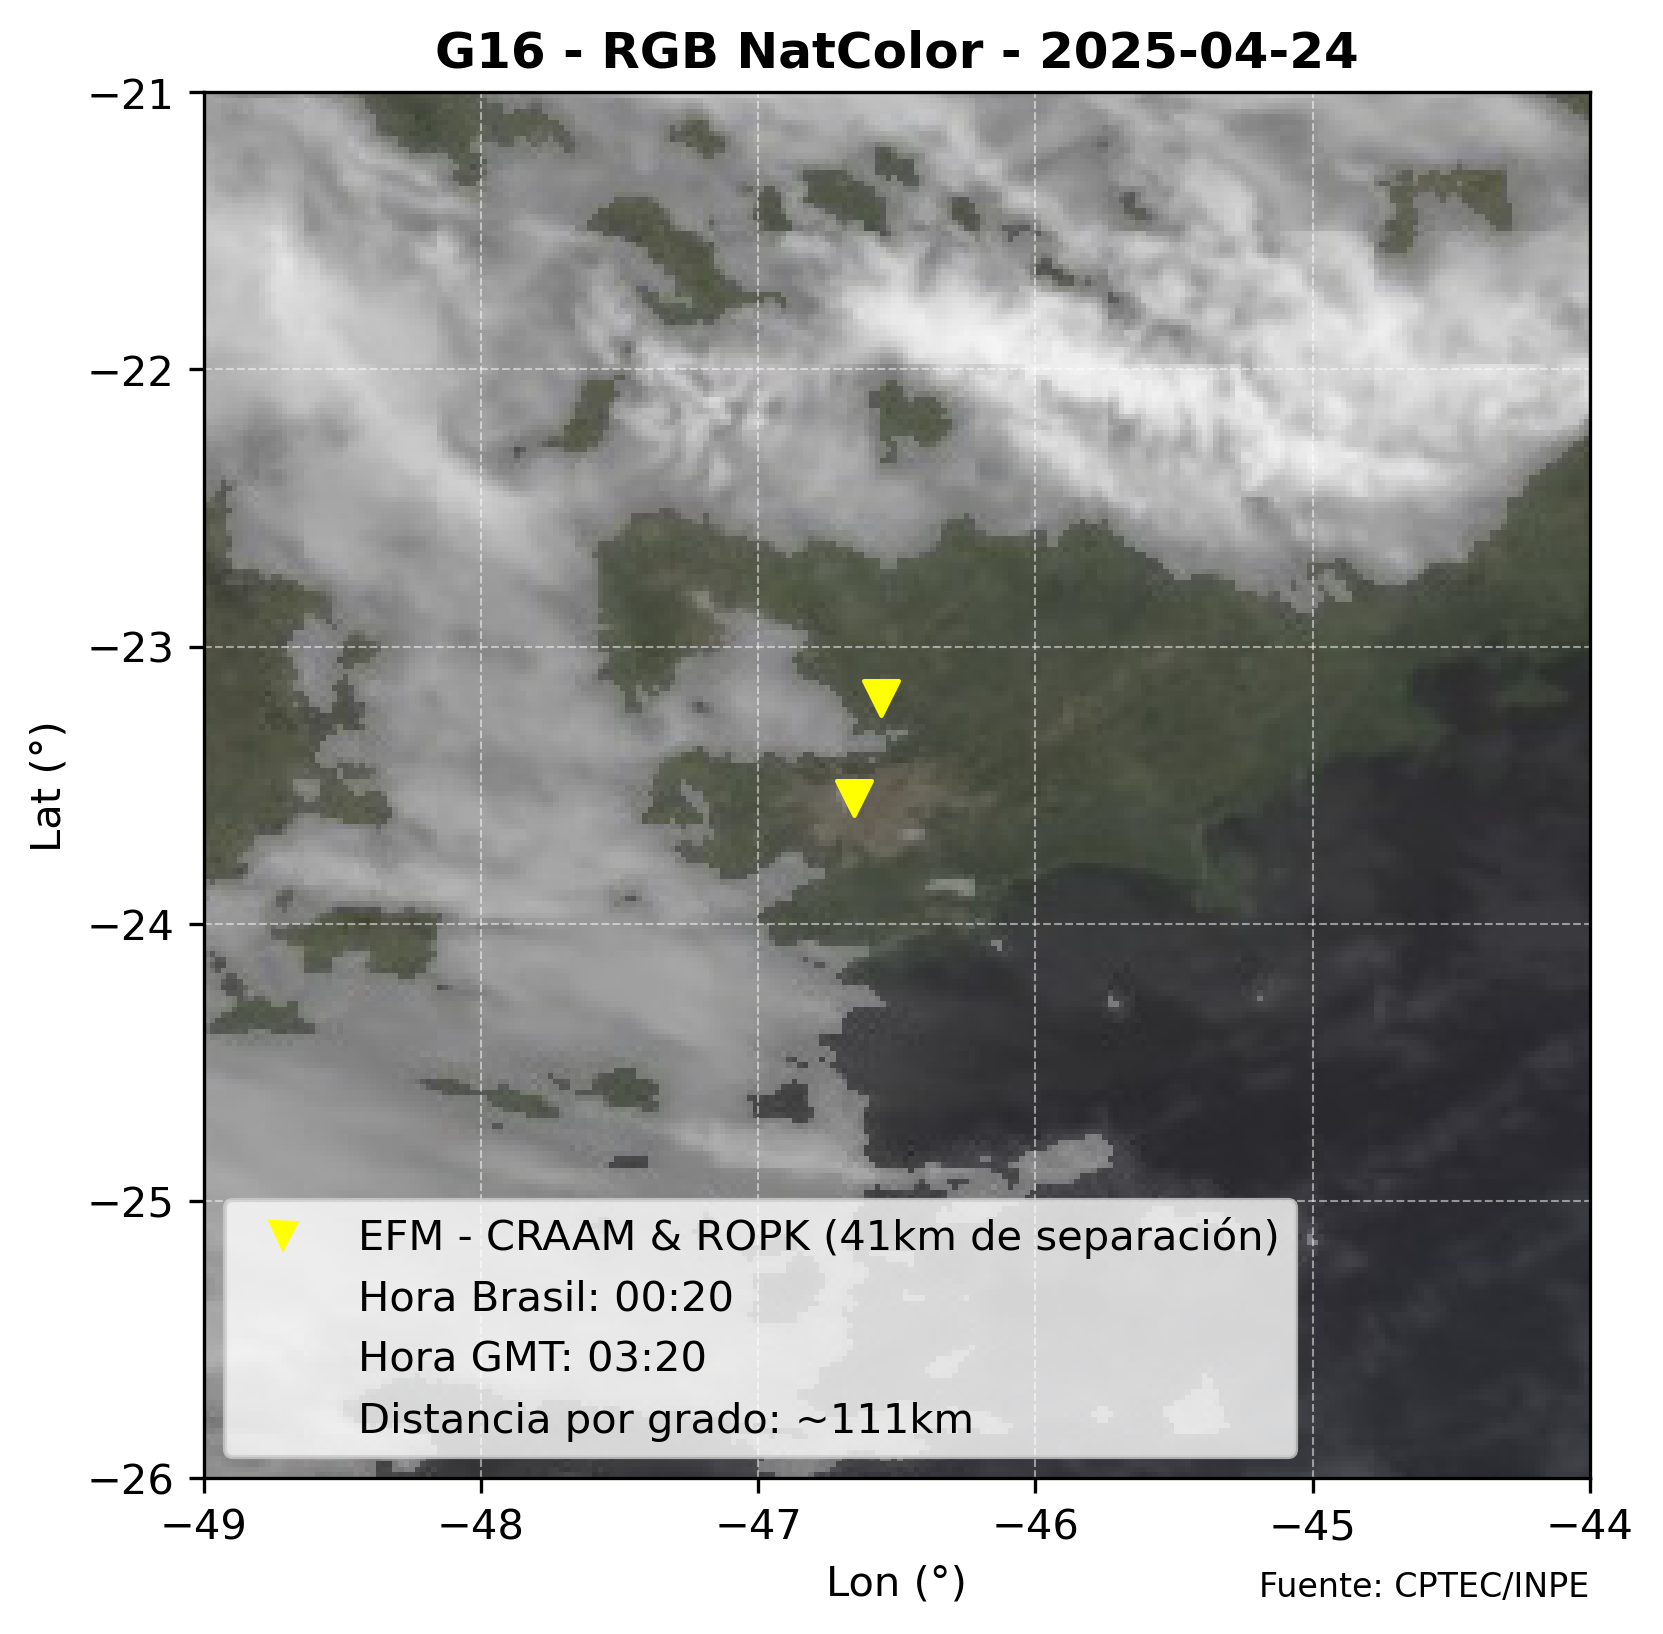 G16 - RGB NatColor - 2025-04-24
−21
−22
−23
−24
−25
−26
Lat (°)
EFM - CRAAM & ROPK (41km de separación)
Hora Brasil: 00:20
Hora GMT: 03:20
Distancia por grado: ~111km
−49 −48 −47 −46 −45 −44
Lon (°)
Fuente: CPTEC/INPE